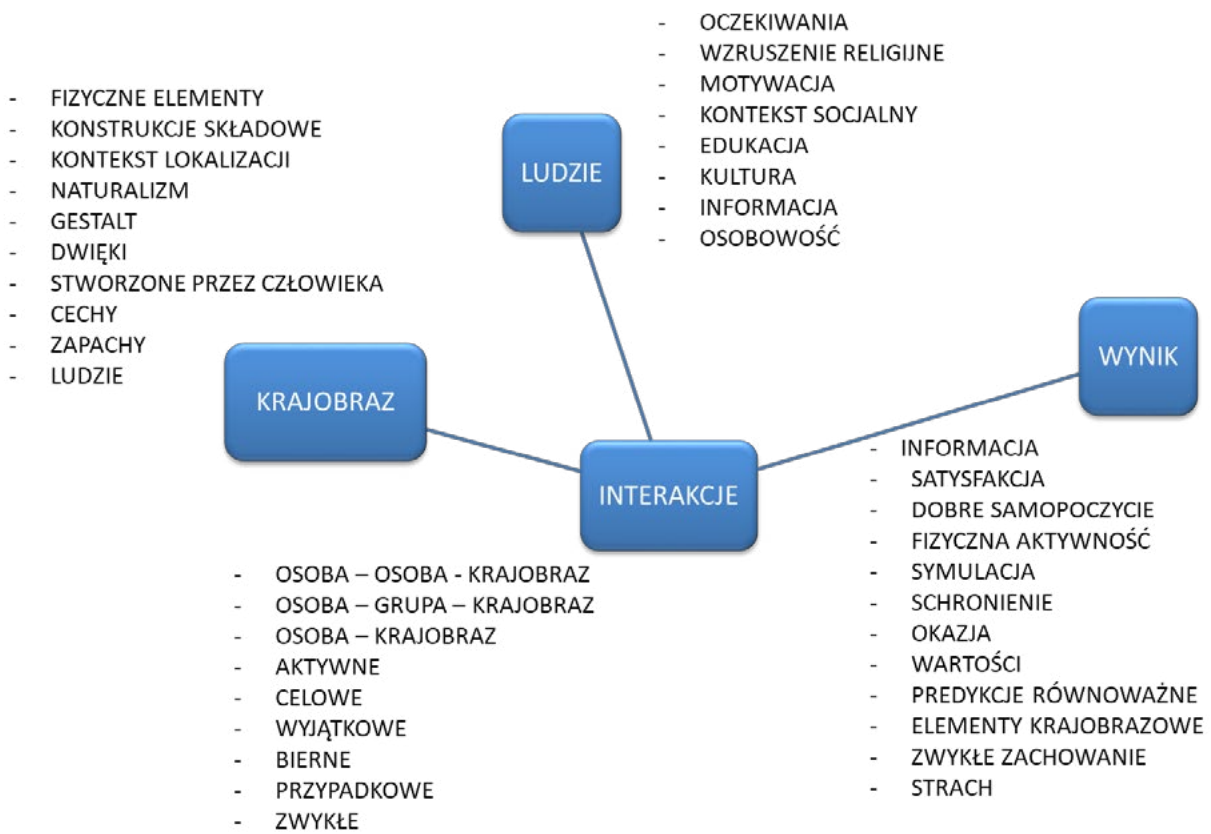 - OCZEKIWANIA
- WZRUSZENIE RELIGIJNE
- MOTYWACJA
- KONTEKST SOCJALNY
- EDUKACJA
- KULTURA
- INFORMACJA
- OSOBOWOŚĆ
LUDZIE
- FIZYCZNE ELEMENTY
- KONSTRUKCJE SKŁADOWE
- KONTEKST LOKALIZACJI
- NATURALIZM
- GESTALT
- DWIĘKI
- STWORZONE PRZEZ CZŁOWIEKA
- CECHY
- ZAPACHY
- LUDZIE
KRAJOBRAZ
WYNIK
INTERAKCJE
- OSOBA – OSOBA - KRAJOBRAZ
- OSOBA – GRUPA – KRAJOBRAZ
- OSOBA – KRAJOBRAZ
- AKTYWNE
- CELOWE
- WYJĄTKOWE
- BIERNE
- PRZYPADKOWE
- ZWYKŁE
- INFORMACJA
- SATYSFAKCJA
- DOBRE SAMOPOCZYCIE
- FIZYCZNA AKTYWNOŚĆ
- SYMULACJA
- SCHRONIENIE
- OKAZJA
- WARTOŚCI
- PREDYKCJE RÓWNOWAŻNE
- ELEMENTY KRAJOBRAZOWE
- ZWYKŁE ZACHOWANIE
- STRACH